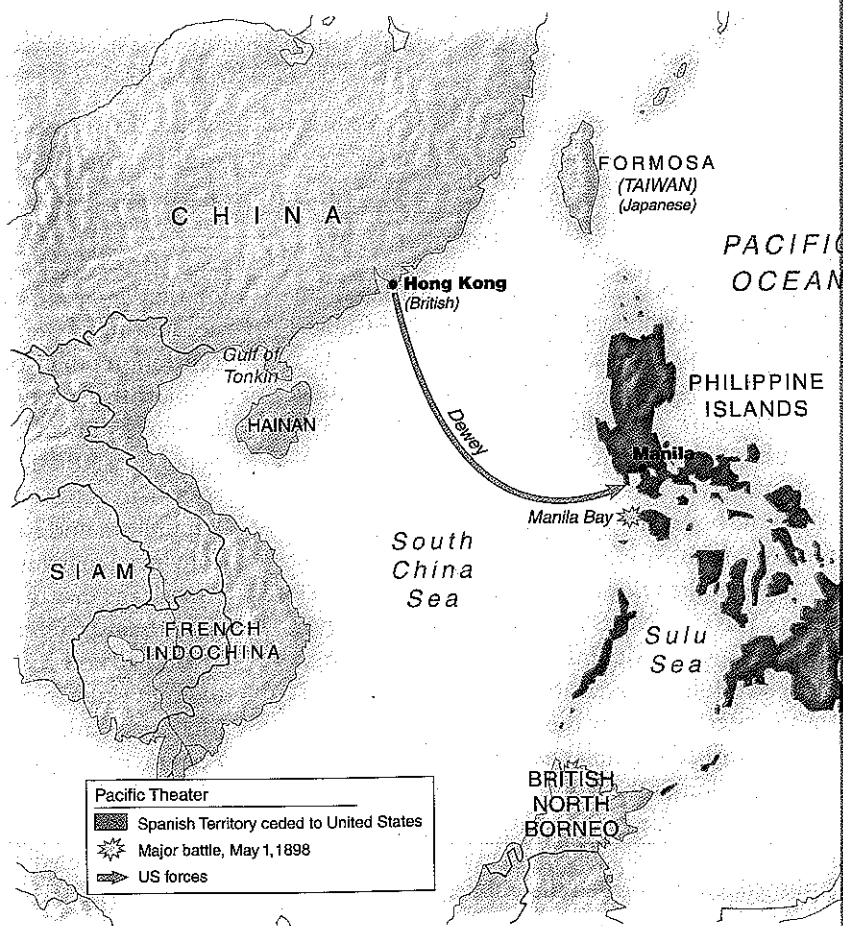 FORMOSA
(TAIWAN)
(Japanese)
CHINA
PACIFIC
OCEAN
Hong Kong
(British)
Gulf of
Tonkin
PHILIPPINE
ISLANDS
HAINAN
Dewey
Manila
Manila Bay
South
China
Sea
SIAM
FRENCH
INDOCHINA
Sulu
Sea
BRITISH
NORTH
BORNEO
Pacific Theater
Spanish Territory ceded to United States
Major battle, May 1, 1898
US forces